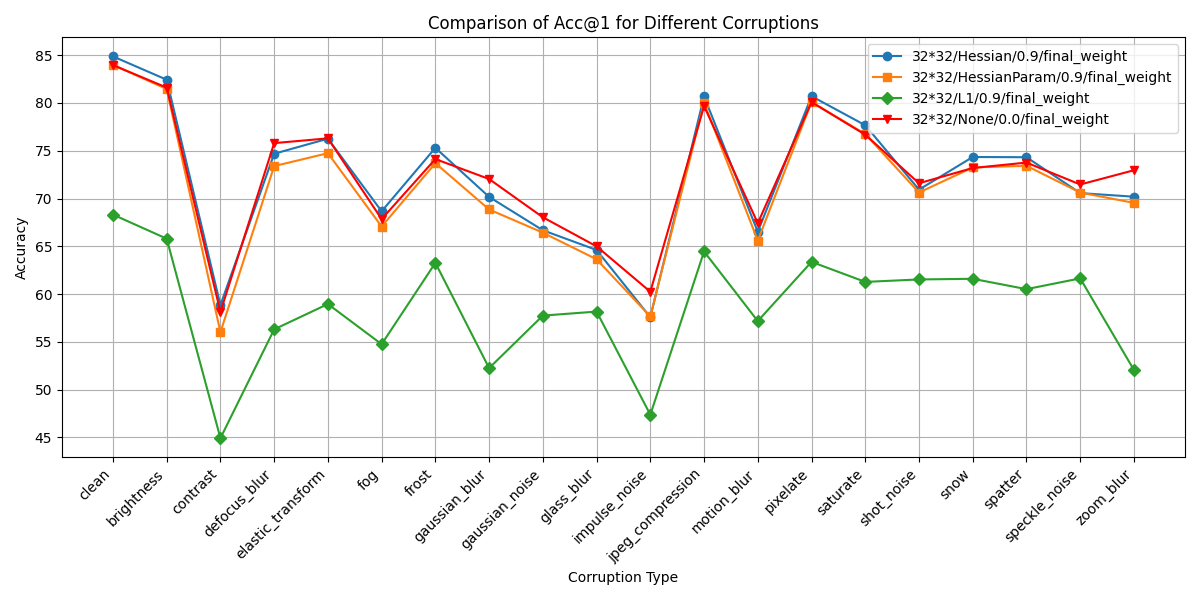 Comparison of Acc@1 for Different Corruptions
32*32/Hessian/0.9/final_weight
32*32/HessianParam/0.9/final_weight
32*32/L1/0.9/final_weight
32*32/None/0.0/final_weight
85
80
75
70
65
60
55
50
45
Accuracy
clean
brightness
contrast
defocus_blur
elastic_transform
fog
frost
gaussian_blur
gaussian_noise
glass_blur
impulse_noise
jpeg_compression
motion_blur
pixelate
saturate
shot_noise
snow
spatter
speckle_noise
zoom_blur
Corruption Type